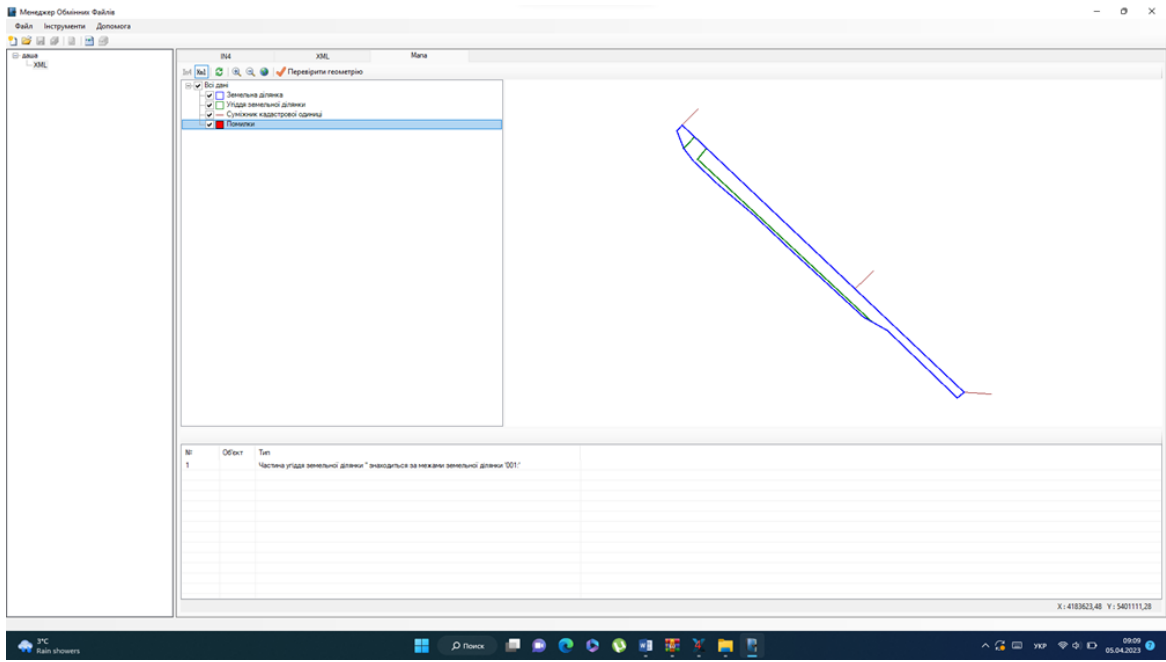 Менеджер Обмінних Файлів
Файл Інструменти Допомога
даша
XML
IN4 XML Мапа
In4 Xml Перевірити геометрію
Всі дані
Земельна ділянка
Угіддя земельної ділянки
Суміжник кадастрової одиниці
Помилки
№ Об'єкт Тип
1 Частина угіддя земельної ділянки '' знаходиться за межами земельної ділянки '001:'
X : 4183623,48 Y : 5401111,28
3°C
Rain showers
Поиск
УКР
09:09
05.04.2023